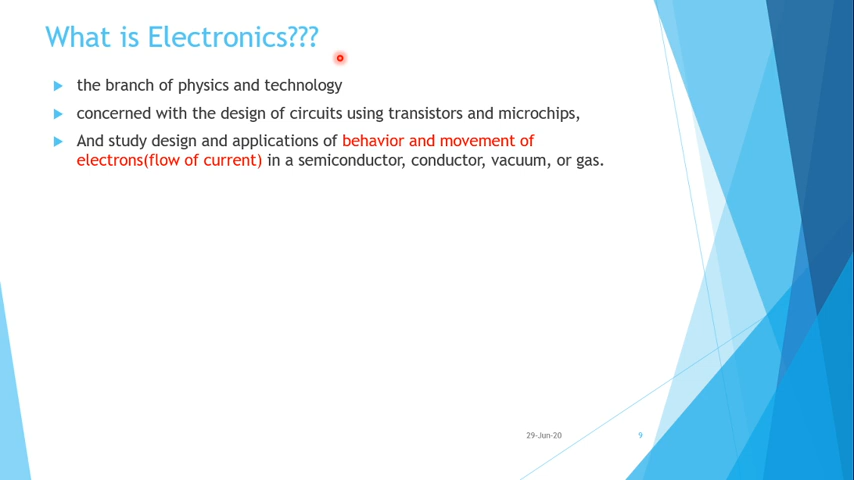 What is Electronics???
the branch of physics and technology
concerned with the design of circuits using transistors and microchips,
And study design and applications of behavior and movement of
electrons(flow of current) in a semiconductor, conductor, vacuum, or gas.
29-Jun-20
9